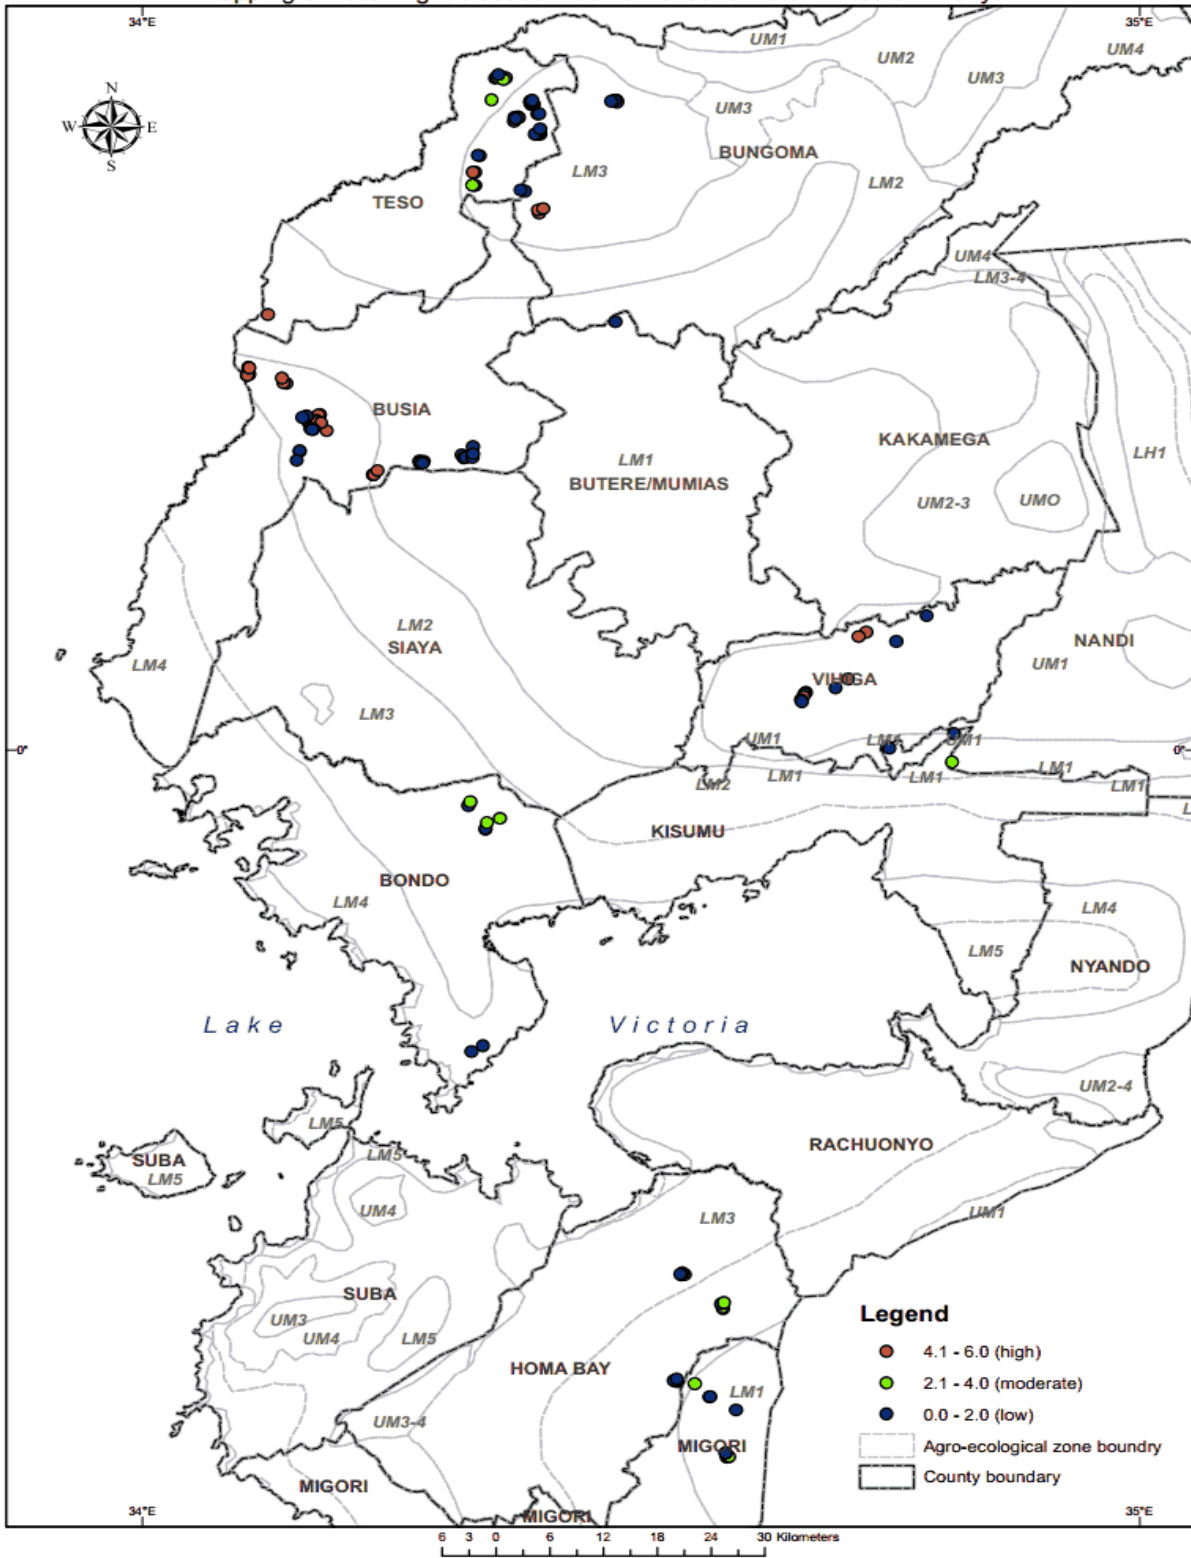 34°E 35°E
UM1
UM2
UM4
UM3
UM3
N
W E
S
BUNGOMA
LM3
LM2
TESO
UM4
LM3-4
BUSIA
KAKAMEGA
LM1
BUTERE/MUMIAS
LH1
UM2-3
UMO
LM2
SIAYA
NANDI
UM1
LM4
VIHIGA
LM3
UM1
UM1
0° 0°
LM1
LM1
LM1
LM2
LM1
L
KISUMU
BONDO
LM4
LM4
LM5
NYANDO
Lake Victoria
UM2-4
LM5
RACHUONYO
SUBA
LM5
LM5
UM4
LM3
UM1
SUBA
UM3
UM4
LM5
Legend
4.1 - 6.0 (high)
2.1 - 4.0 (moderate)
0.0 - 2.0 (low)
Agro-ecological zone boundry
County boundary
HOMA BAY
LM1
UM3-4
MIGORI
MIGORI
MIGORI
34°E 35°E
6 3 0 6 12 18 24 30 Kilometers